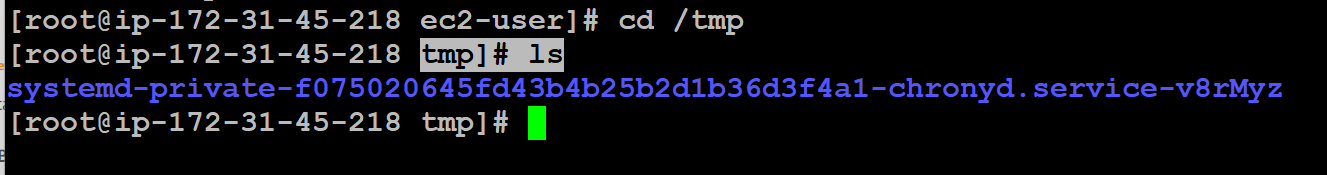 [root@ip-172-31-45-218 ec2-user]# cd /tmp
[root@ip-172-31-45-218 tmp]# ls
systemd-private-f075020645fd43b4b25b2d1b36d3f4a1-chronyd.service-v8rMyz
[root@ip-172-31-45-218 tmp]#